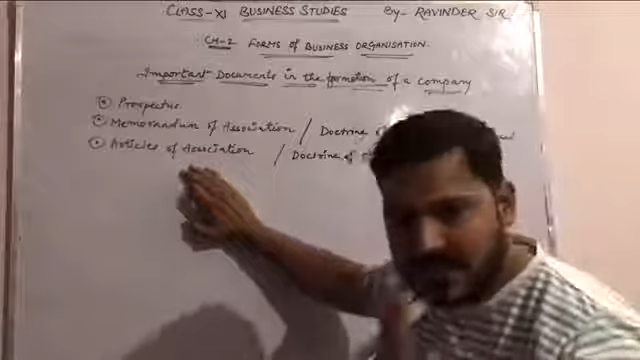 CLASS-XI BUSINESS STUDIES By- RAVINDER SIR
CH-2 FORMS of BUSINESS ORGANISATION.
Important Documents in the formation of a company
Prospectus.
Memorandum of Association / Doctrine
Articles of Association / Doctrine of